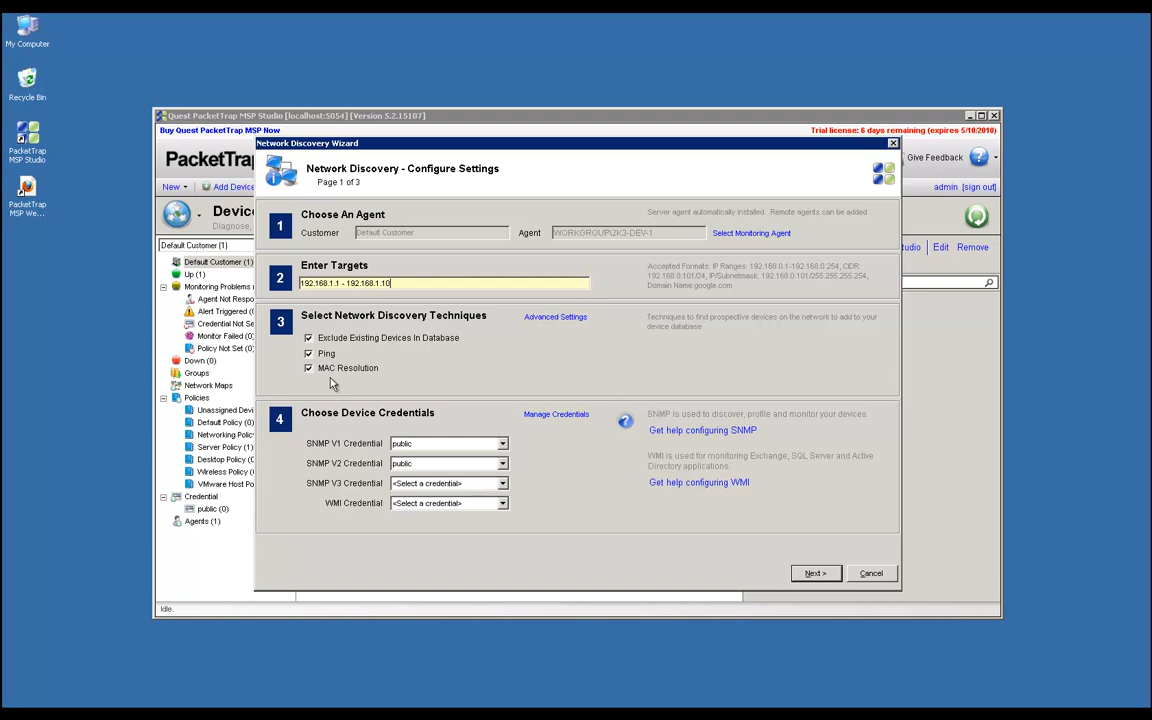 My Computer
Recycle Bin
PacketTrap
MSP Studio
PacketTrap
MSP We...
Quest PacketTrap MSP Studio [localhost:5054] [Version 5.2.15107]
Buy Quest PacketTrap MSP Now
Trial license: 6 days remaining (expires 5/10/2010)
PacketTrap
Give Feedback
New
Add Device
admin [sign out]
Device
Diagnose,
Edit
Remove
Default Customer (1)
Default Customer (1)
Up (1)
Monitoring Problems
Agent Not Respo
Alert Triggered (
Credential Not Se
Monitor Failed (0
Policy Not Set (0
Down (0)
Groups
Network Maps
Policies
Unassigned Devi
Default Policy (0
Networking Polic
Server Policy (0)
Desktop Policy (0
Wireless Policy (
VMware Host Po
Credential
public (0)
Agents (1)
Idle.
Network Discovery Wizard
Network Discovery - Configure Settings
Page 1 of 3
1
Choose An Agent
Server agent automatically installed. Remote agents can be added
Customer
Default Customer
Agent
WORKGROUP\2K3-DEV-1
Select Monitoring Agent
2
Enter Targets
192.168.1.1 - 192.168.1.10
Accepted Formats: IP Ranges: 192.168.0.1-192.168.0.254, CIDR:
192.168.0.101/24, IP/Subnetmask: 192.168.0.101/255.255.255.254,
Domain Name:google.com
3
Select Network Discovery Techniques
Advanced Settings
Techniques to find prospective devices on the network to add to your
device database
Exclude Existing Devices In Database
Ping
MAC Resolution
4
Choose Device Credentials
Manage Credentials
SNMP V1 Credential
public
SNMP V2 Credential
public
SNMP V3 Credential
<Select a credential>
WMI Credential
<Select a credential>
SNMP is used to discover, profile and monitor your devices.
Get help configuring SNMP
WMI is used for monitoring Exchange, SQL Server and Active
Directory applications.
Get help configuring WMI
Next >
Cancel